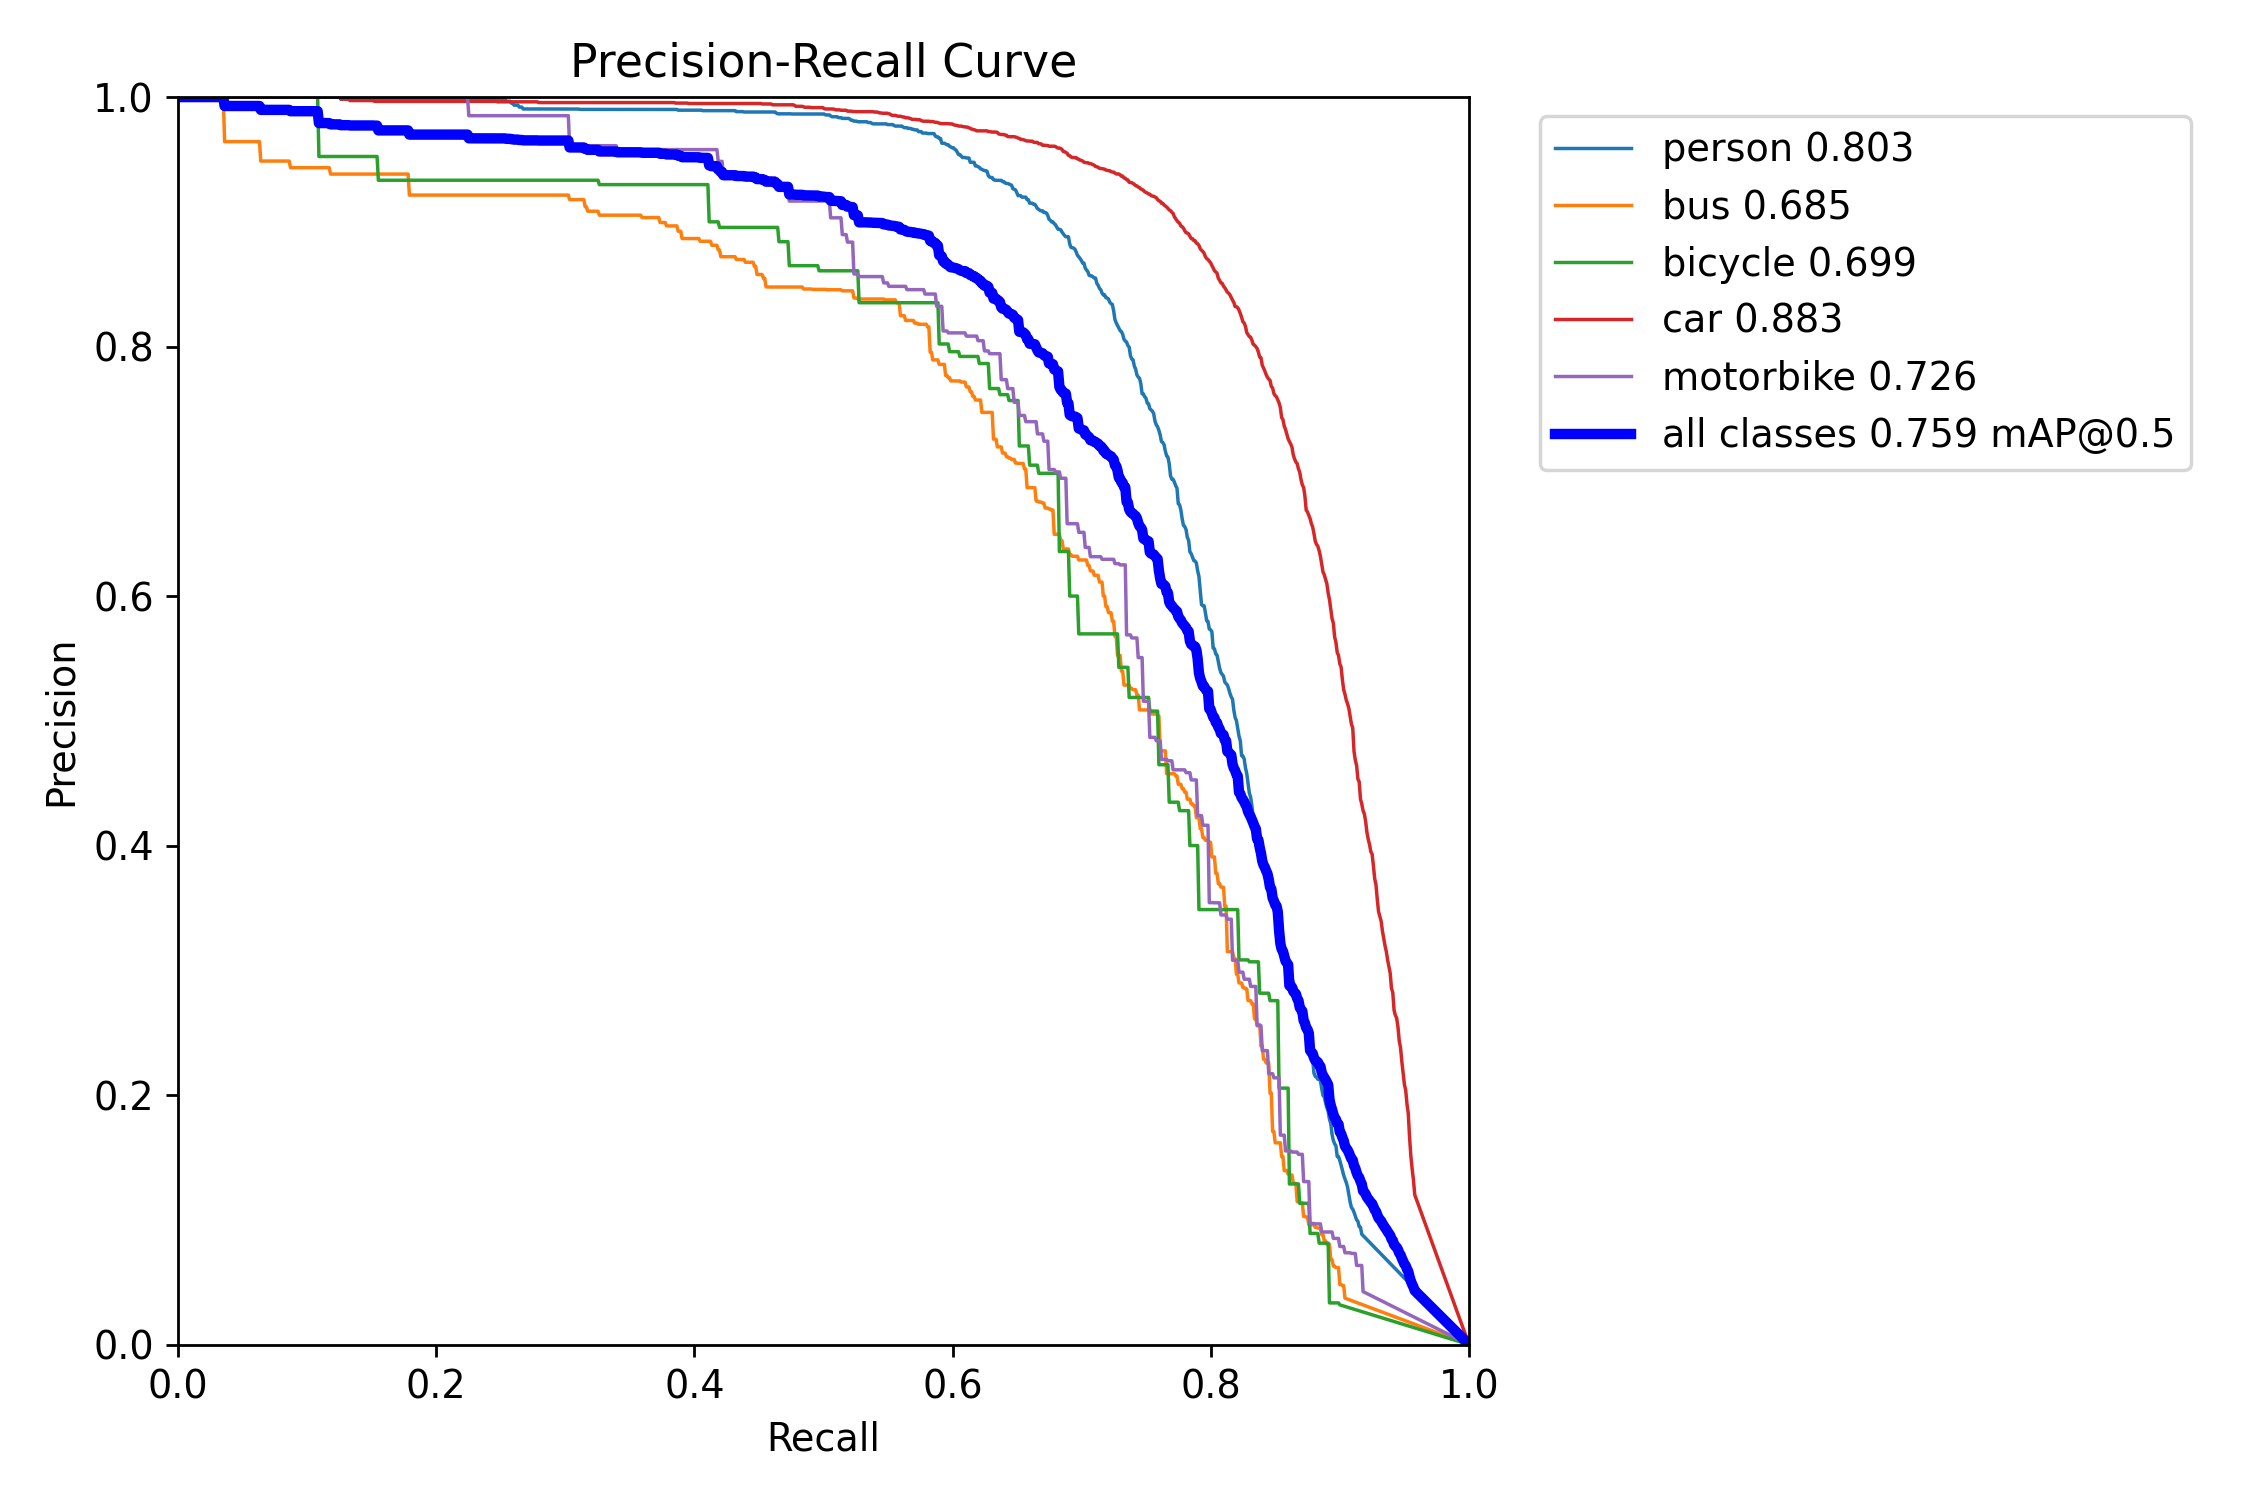 Precision-Recall Curve
1.0
0.8
0.6
0.4
0.2
0.0
Precision
0.0 0.2 0.4 0.6 0.8 1.0
Recall
person 0.803
bus 0.685
bicycle 0.699
car 0.883
motorbike 0.726
all classes 0.759 mAP@0.5